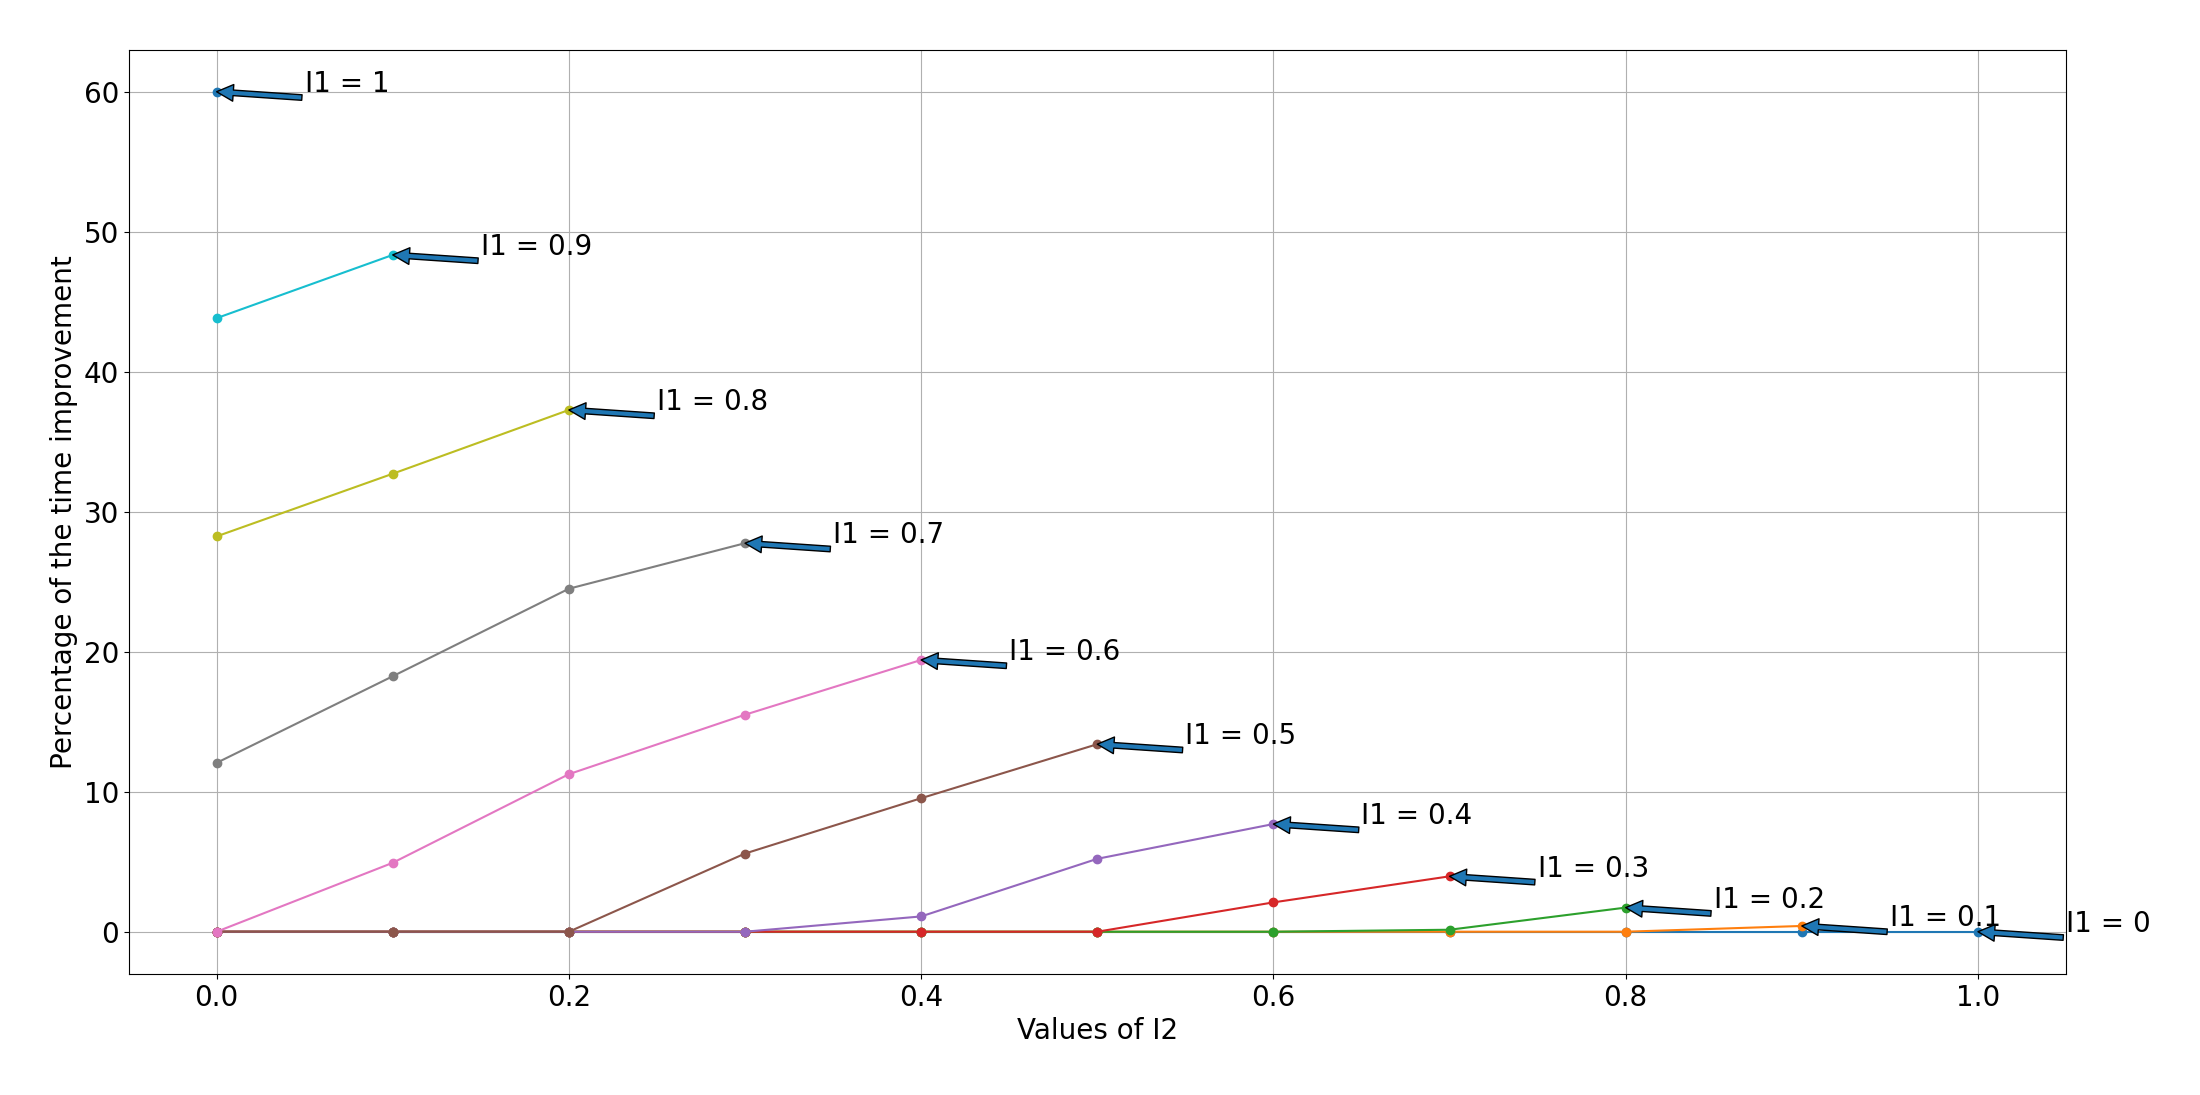 I1 = 1
60
I1 = 0.9
50
I1 = 0.8
40
I1 = 0.7
30
I1 = 0.6
20
I1 = 0.5
10
I1 = 0.4
I1 = 0.3
I1 = 0.2
I1 = 0.1
I1 = 0
0
Percentage of the time improvement
0.0 0.2 0.4 0.6 0.8 1.0
Values of I2